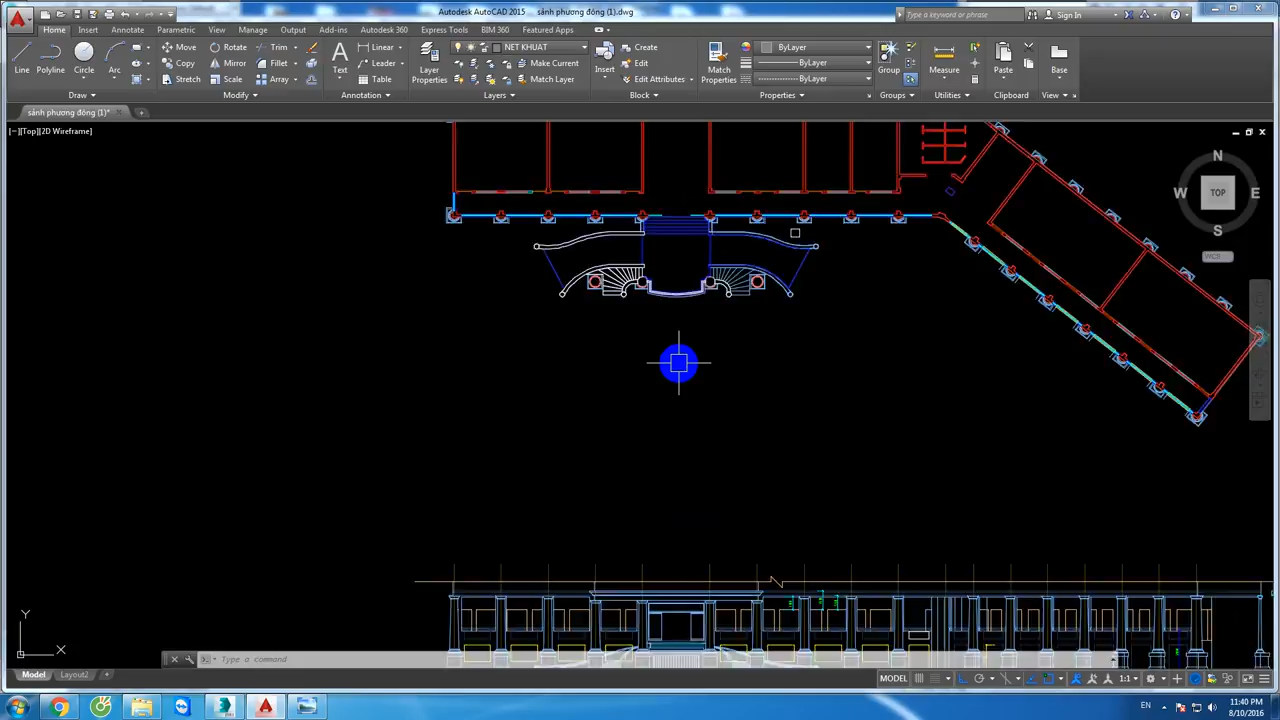 Autodesk AutoCAD 2015 sảnh phương đông (1).dwg
Type a keyword or phrase
Sign In
Home Insert Annotate Parametric View Manage Output Add-ins Autodesk 360 Express Tools BIM 360 Featured Apps
Line Polyline Circle Arc
Move Rotate Trim
Copy Mirror Fillet
Stretch Scale Array
Text
Linear
Leader
Table
Layer Properties
NET KHUAT
Make Current
Match Layer
Insert
Create
Edit
Edit Attributes
Match Properties
ByLayer
ByLayer
ByLayer
Group
Measure
Paste
Base
Draw Modify Annotation Layers Block Properties Groups Utilities Clipboard View
sảnh phương đông (1)*
[−][Top][2D Wireframe]
N
W TOP E
S
WCS
Y
X
Type a command
Model Layout2
MODEL 1:1
EN 11:40 PM
8/10/2016